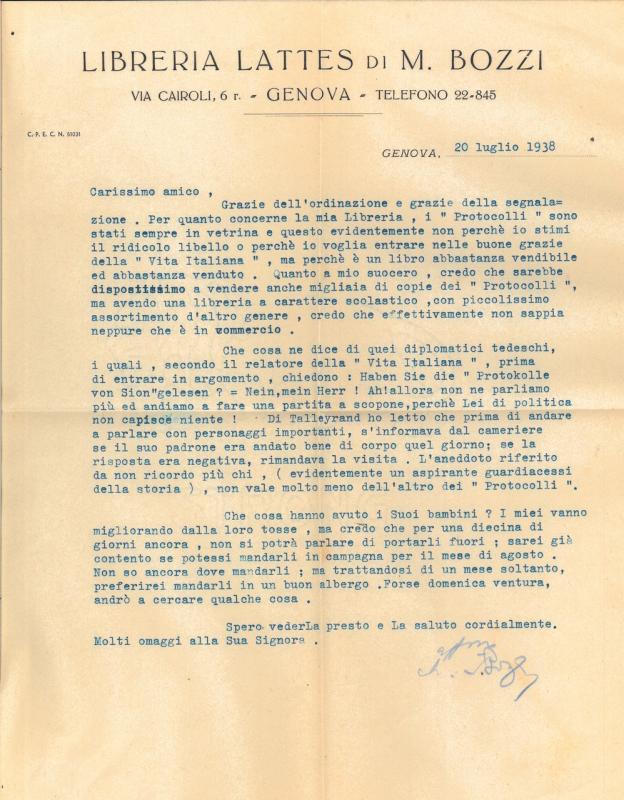 LIBRERIA LATTES DI M. BOZZI
VIA CAIROLI, 6 r. - GENOVA - TELEFONO 22-845
C. P. E. C. N. 51031
GENOVA, 20 luglio 1938
Carissimo amico ,
Grazie dell'ordinazione e grazie della segnala=
zione . Per quanto concerne la mia Libreria , i " Protocolli " sono
stati sempre in vetrina e questo evidentemente non perchè io stimi
il ridicolo libello o perchè io voglia entrare nelle buone grazie
della " Vita Italiana " , ma perchè è un libro abbastanza vendibile
ed abbastanza venduto . Quanto a mio suocero , credo che sarebbe
dispostissimo a vendere anche migliaia di copie dei " Protocolli ",
ma avendo una libreria a carattere scolastico ,con piccolissimo
assortimento d'altro genere , credo che effettivamente non sappia
neppure che è in commercio .
Che cosa ne dice di quei diplomatici tedeschi,
i quali , secondo il relatore della " Vita Italiana " , prima
di entrare in argomento , chiedono : Haben Sie die " Protokolle
von Sion"gelesen ? = Nein,mein Herr ! Ah!allora non ne parliamo
più ed andiamo a fare una partita a scopone,perchè Lei di politica
non capisce niente ! Di Talleyrand ho letto che prima di andare
a parlare con personaggi importanti, s'informava dal cameriere
se il suo padrone era andato bene di corpo quel giorno; se la
risposta era negativa, rimandava la visita . L'aneddoto riferito
da non ricordo più chi , ( evidentemente un aspirante guardiacessi
della storia ) , non vale molto meno dell'altro dei " Protocolli ".
Che cosa hanno avuto i Suoi bambini ? I miei vanno
migliorando dalla loro tosse , ma credo che per una diecina di
giorni ancora , non si potrà parlare di portarli fuori ; sarei già
contento se potessi mandarli in campagna per il mese di agosto .
Non so ancora dove mandarli ; ma trattandosi di un mese soltanto,
preferirei mandarli in un buon albergo .Forse domenica ventura,
andrò a cercare qualche cosa .
Spero vederLa presto e La saluto cordialmente.
Molti omaggi alla Sua Signora .